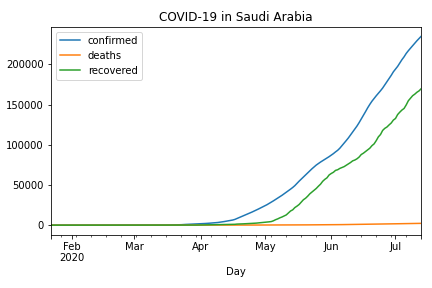 COVID-19 in Saudi Arabia
confirmed
deaths
recovered
200000
150000
100000
50000
0
Feb Mar Apr May Jun Jul
2020
Day